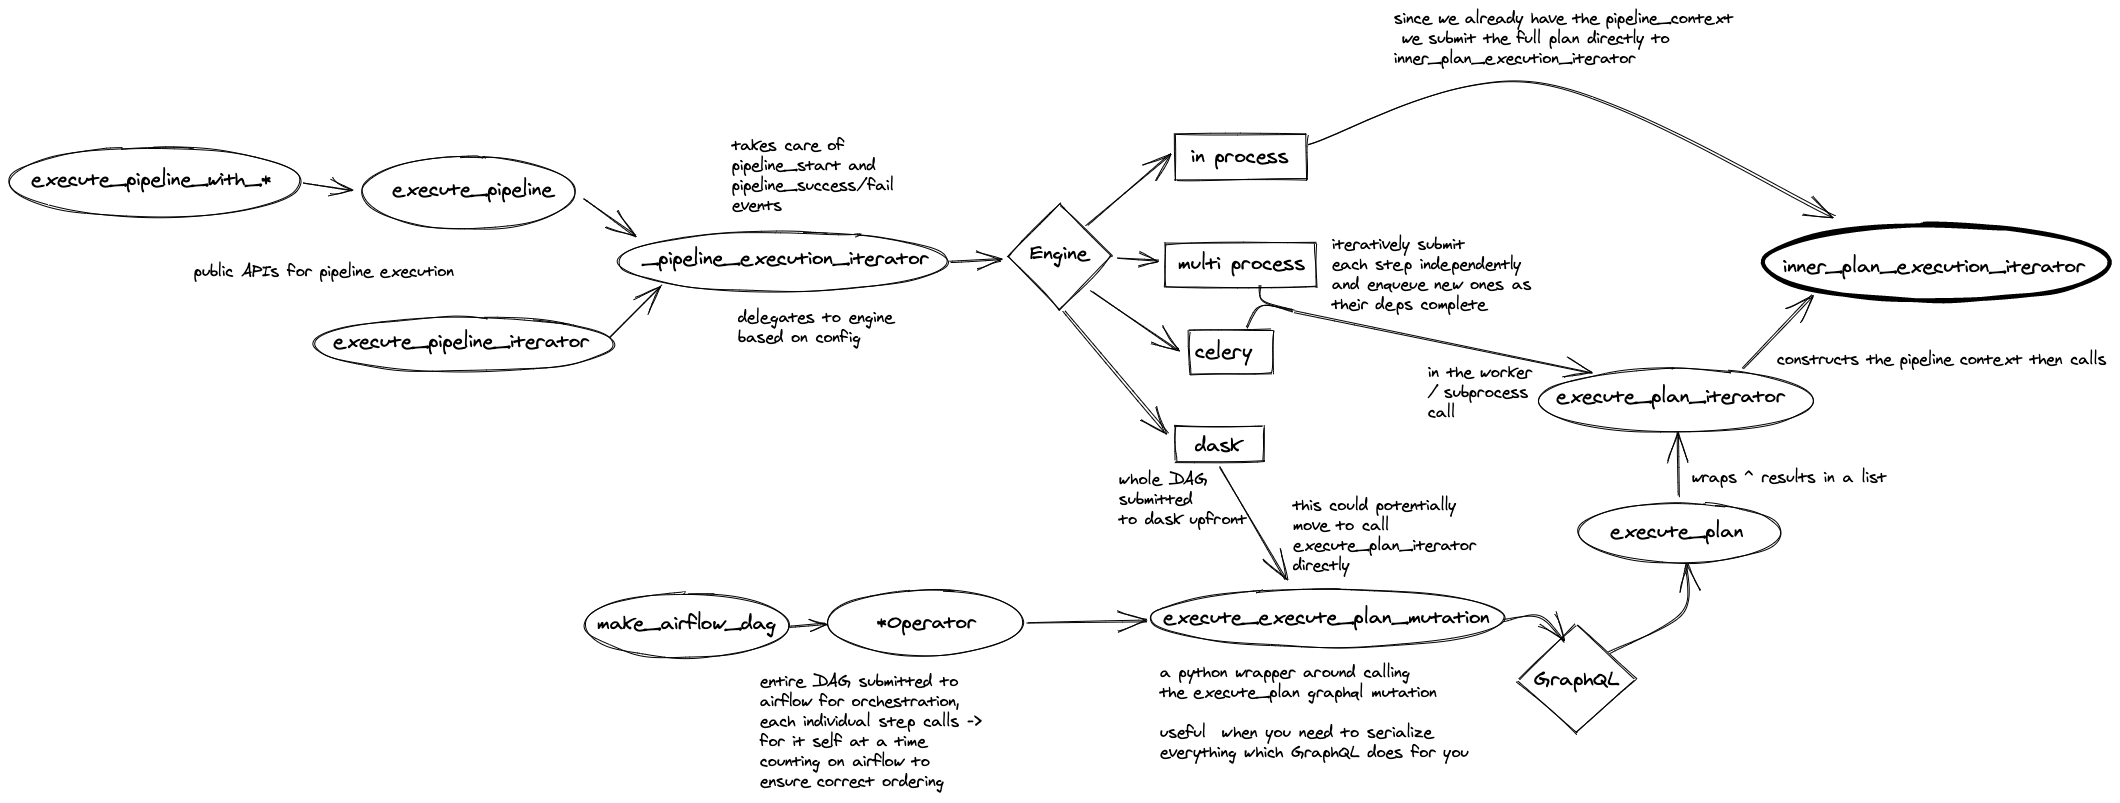 since we already have the pipeline_context
we submit the full plan directly to
inner_plan_execution_iterator
takes care of
pipeline_start and
pipeline_success/fail
events
in process
execute_pipeline_with_*
execute_pipeline
_pipeline_execution_iterator
Engine
multi process
iteratively submit
each step independently
and enqueue new ones as
their deps complete
inner_plan_execution_iterator
public APIs for pipeline execution
execute_pipeline_iterator
delegates to engine
based on config
celery
constructs the pipeline context then calls
in the worker
/ subprocess
call
execute_plan_iterator
dask
whole DAG
submitted
to dask upfront
wraps ^ results in a list
this could potentially
move to call
execute_plan_iterator
directly
execute_plan
make_airflow_dag
*Operator
execute_execute_plan_mutation
GraphQL
entire DAG submitted to
airflow for orchestration,
each individual step calls ->
for it self at a time
counting on airflow to
ensure correct ordering
a python wrapper around calling
the execute_plan graphql mutation
useful when you need to serialize
everything which GraphQL does for you